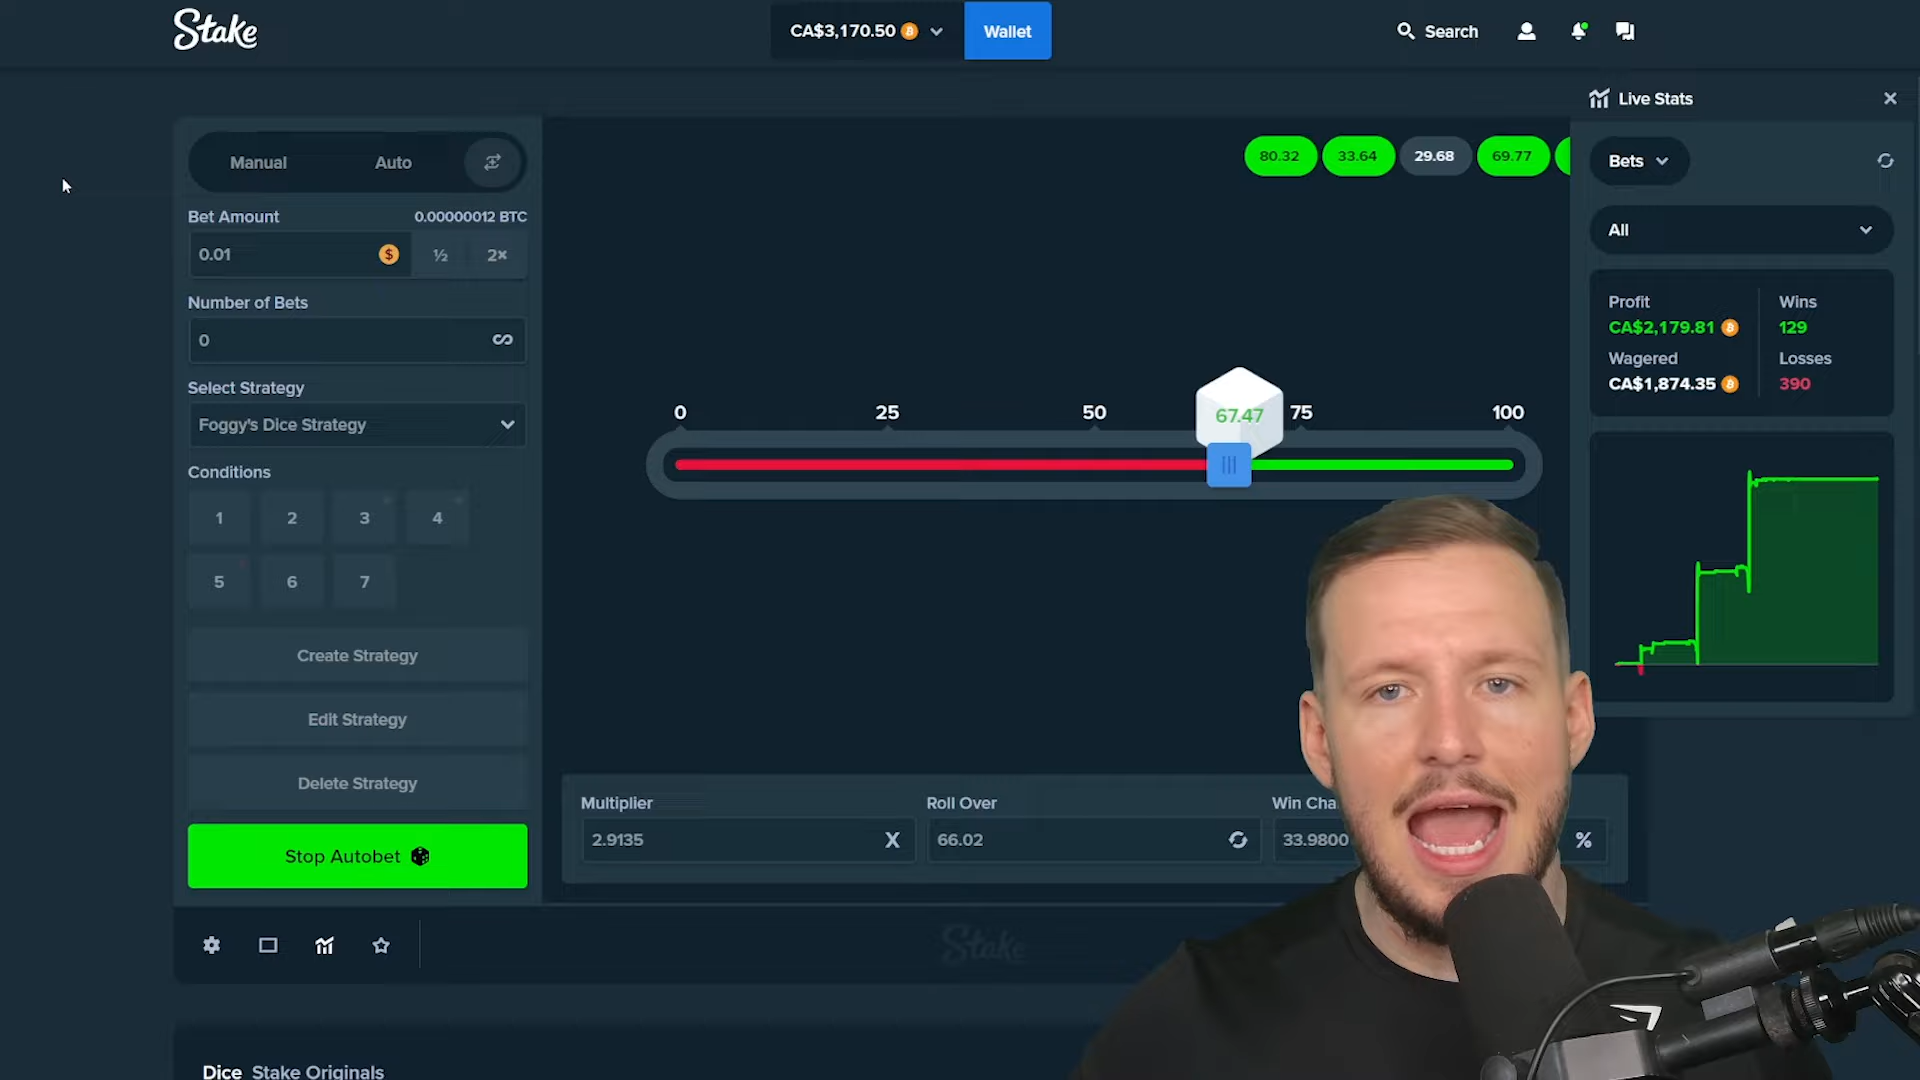 Stake
CA$3,170.50
Wallet
Search
Live Stats
Manual
Auto
80.32
33.64
29.68
69.77
Bets
Bet Amount
0.00000012 BTC
0.01
$
½
2×
All
Number of Bets
0
Profit
Wins
CA$2,179.81
129
Wagered
Losses
CA$1,874.35
390
Select Strategy
Foggy's Dice Strategy
0
25
50
67.47
75
100
Conditions
1
2
3
4
5
6
7
Create Strategy
Edit Strategy
Delete Strategy
Multiplier
Roll Over
Win Cha
2.9135
X
66.02
33.9800
%
Stop Autobet
Stake
Dice Stake Originals